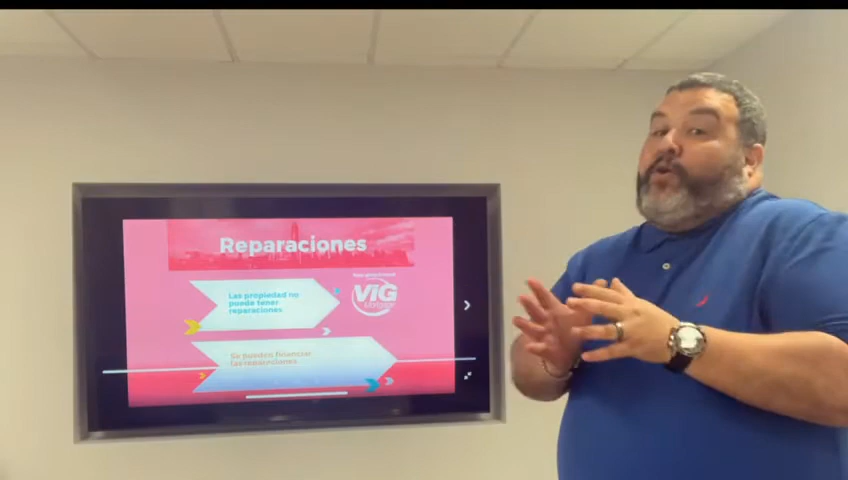 Reparaciones
Las propiedad no
puede tener
reparaciones
ViG
Se pueden financiar
las reparaciones